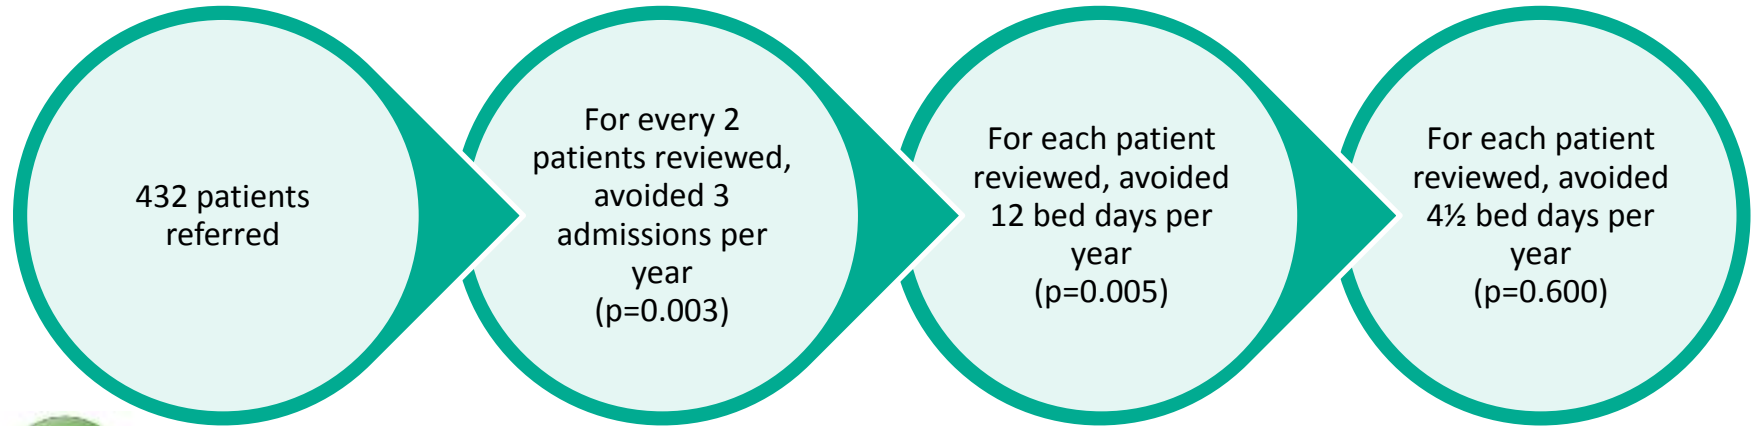 432 patients
referred
For every 2
patients reviewed,
avoided 3
admissions per
year
(p=0.003)
For each patient
reviewed, avoided
12 bed days per
year
(p=0.005)
For each patient
reviewed, avoided
4½ bed days per
year
(p=0.600)